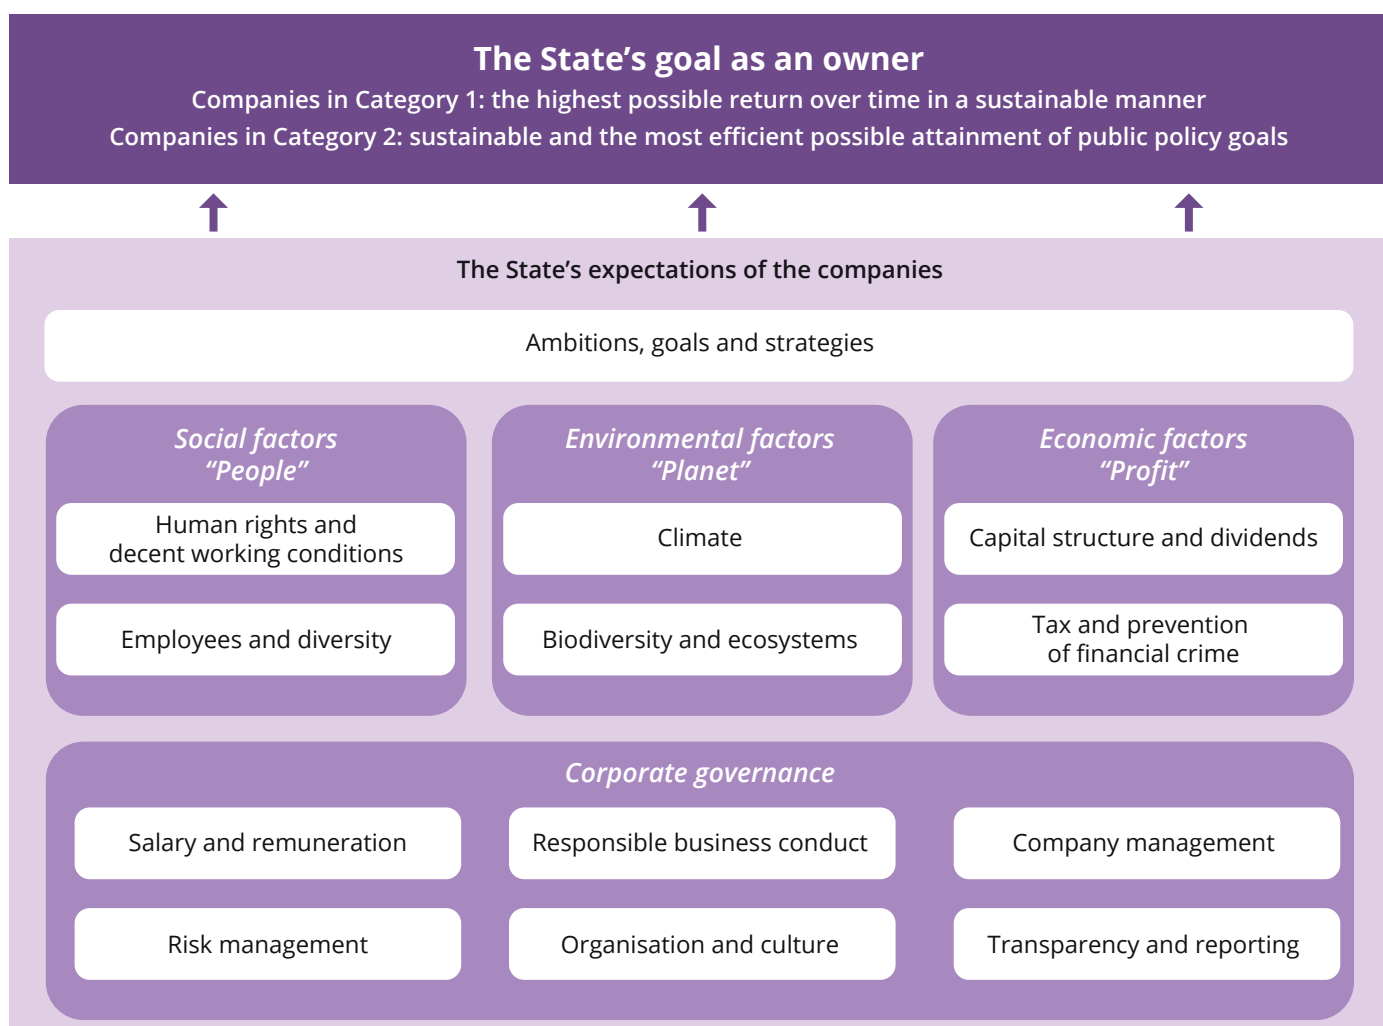 The State’s goal as an owner
Companies in Category 1: the highest possible return over time in a sustainable manner
Companies in Category 2: sustainable and the most efficient possible attainment of public policy goals
The State’s expectations of the companies
Ambitions, goals and strategies
Social factors
“People”
Human rights and
decent working conditions
Employees and diversity
Environmental factors
“Planet”
Climate
Biodiversity and ecosystems
Economic factors
“Profit”
Capital structure and dividends
Tax and prevention
of financial crime
Corporate governance
Salary and remuneration
Responsible business conduct
Company management
Risk management
Organisation and culture
Transparency and reporting